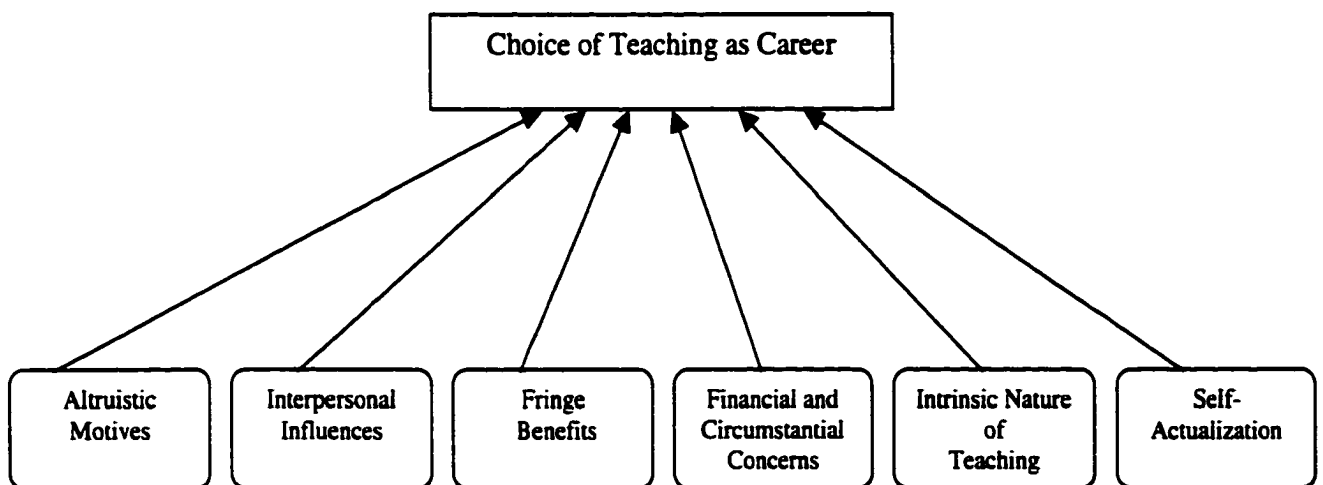 Choice of Teaching as Career
Altruistic
Motives
Interpersonal
Influences
Fringe
Benefits
Financial and
Circumstantial
Concerns
Intrinsic Nature
of
Teaching
Self-
Actualization